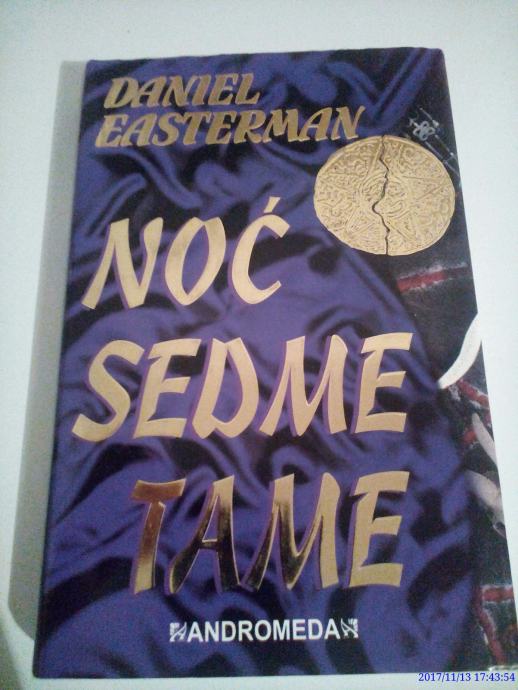 DANIEL
EASTERMAN
NOĆ
SEDME
TAME
ANDROMEDA
2017/11/13 17:43:54